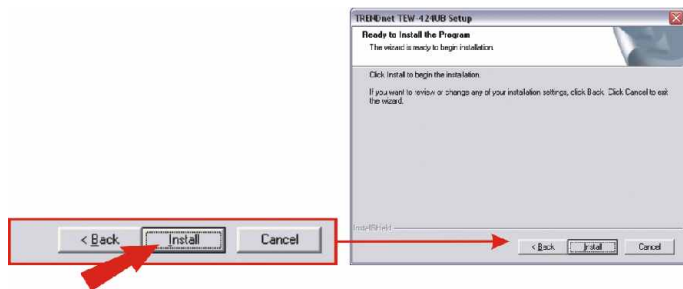 TRENDnet TEW-424UB Setup
Ready to Install the Program
The wizard is ready to begin installation.
Click Install to begin the installation.
If you want to review or change any of your installation settings, click Back. Click Cancel to exit
the wizard.
InstallShield
< Back Install Cancel
< Back Install Cancel